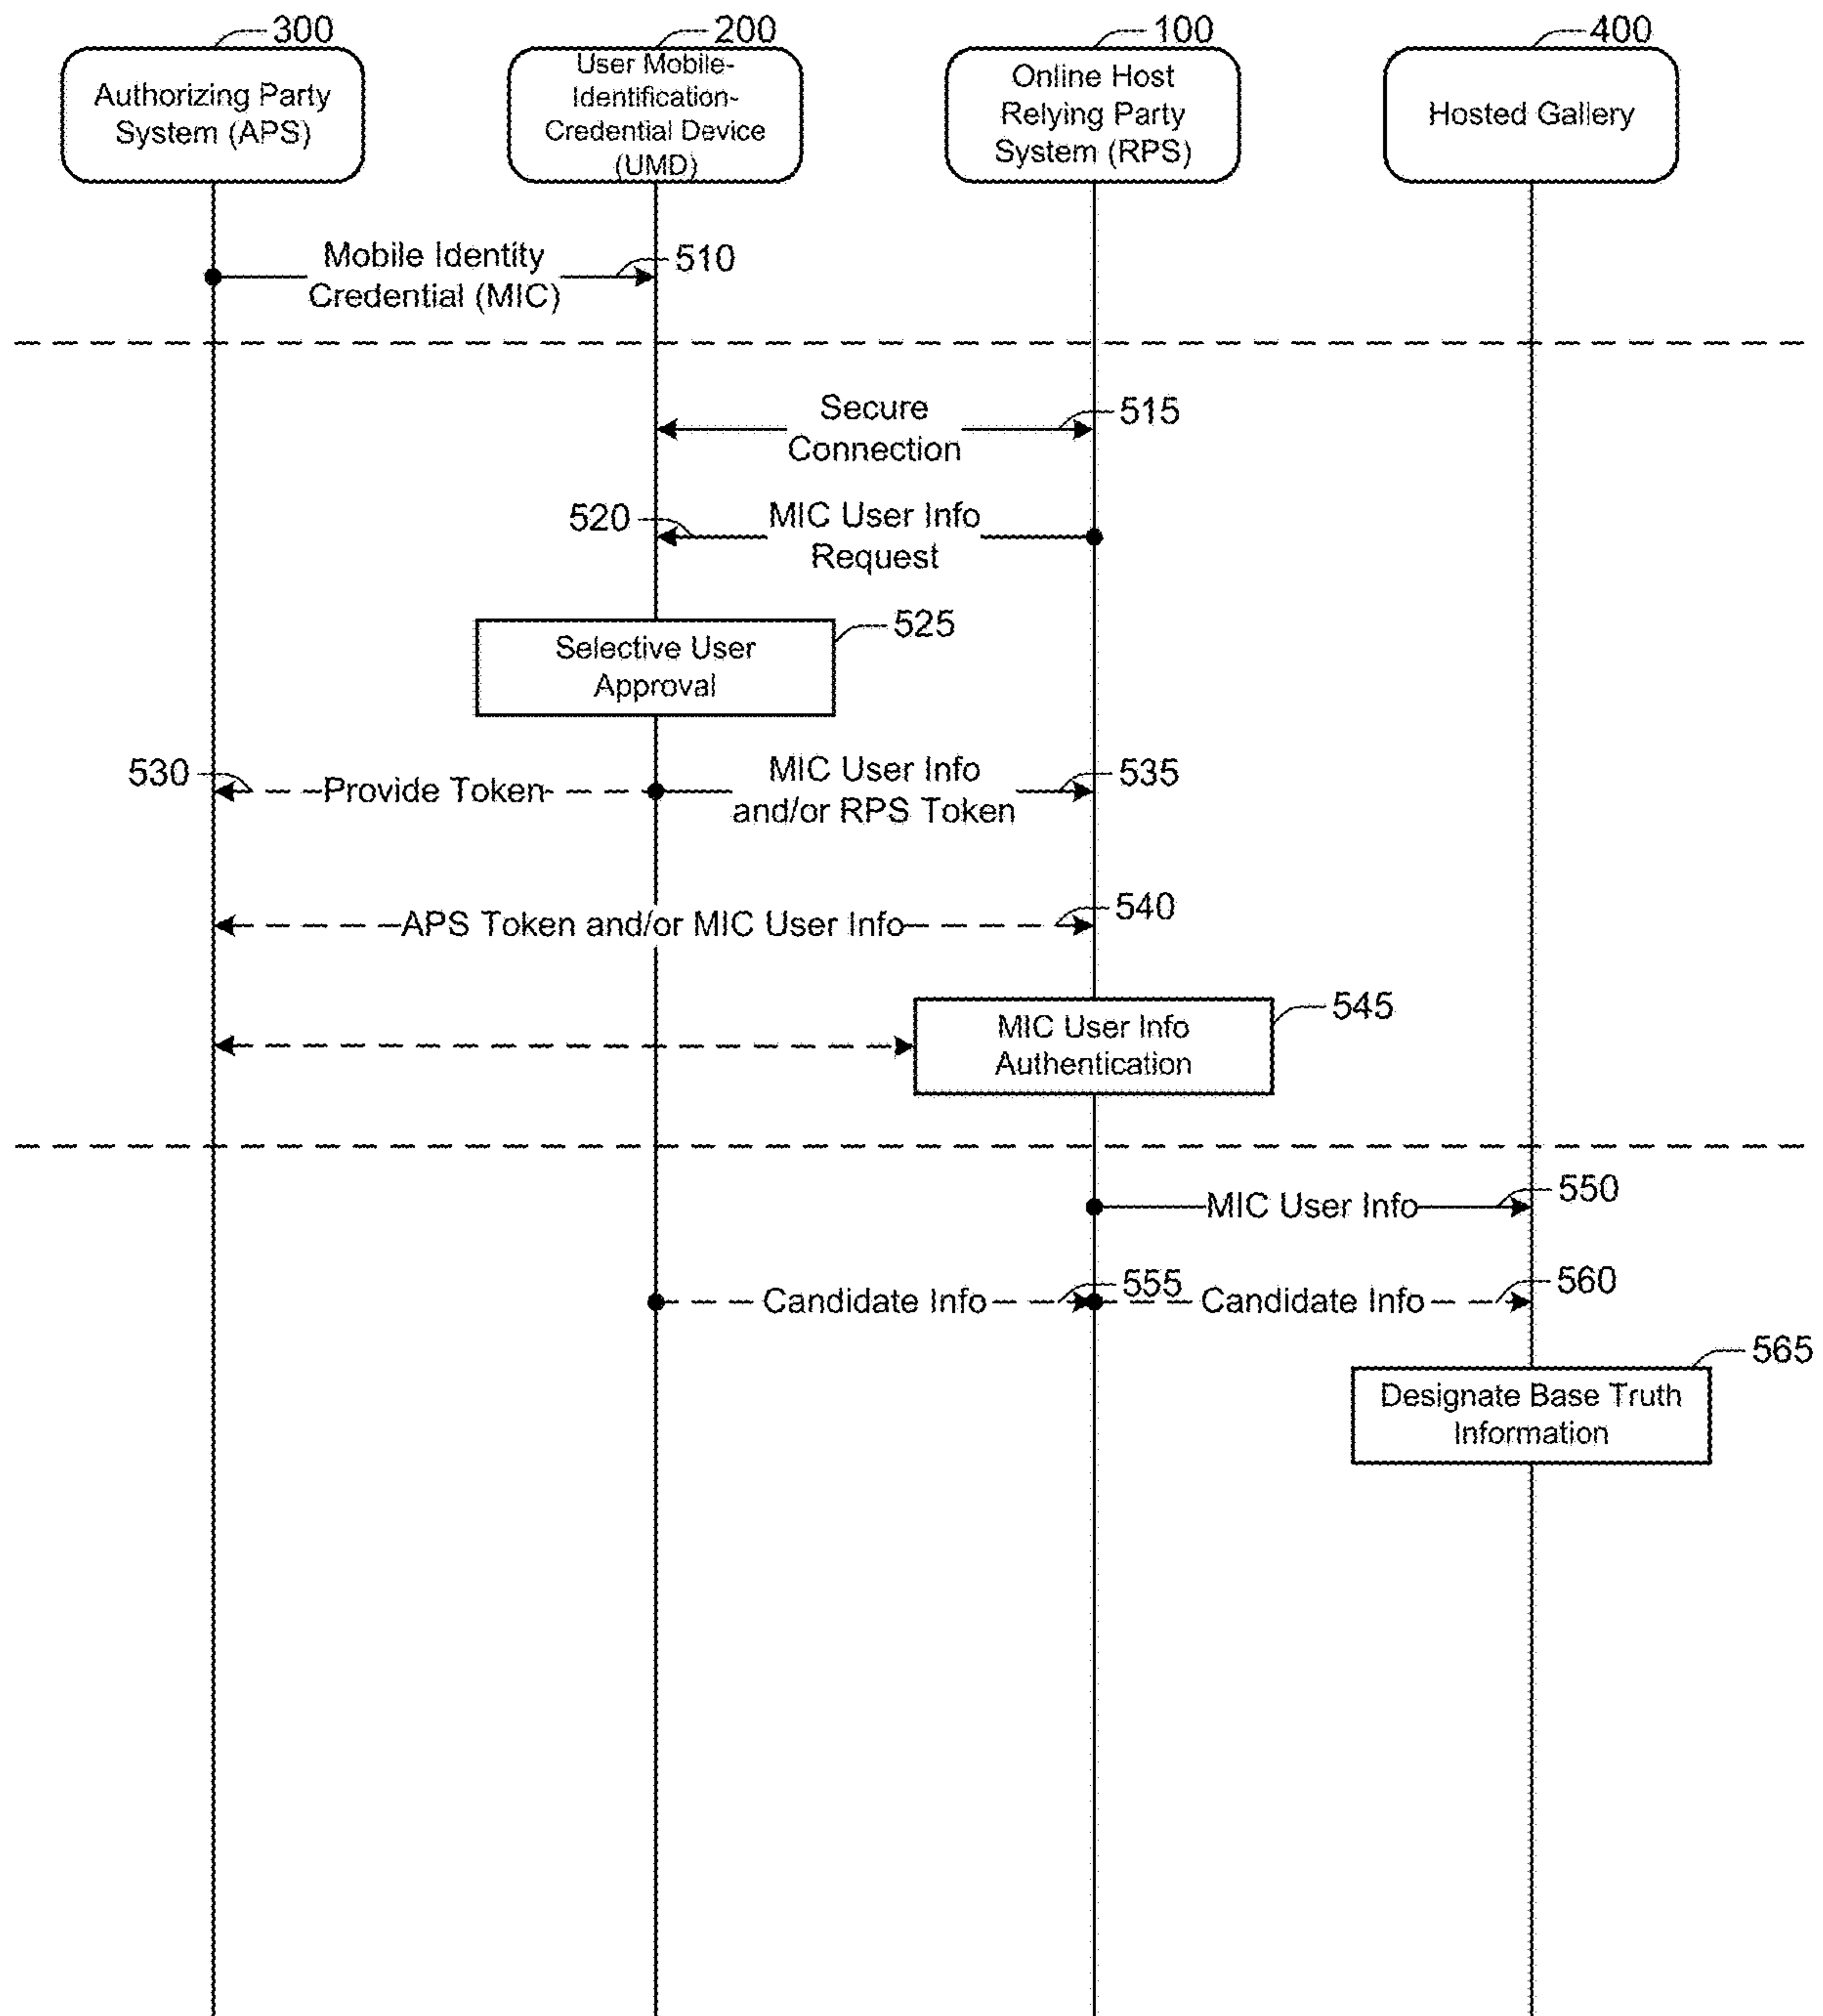 300
200
100
400
Authorizing Party
System (APS)
User Mobile-
Identification-
Credential Device
(UMD)
Online Host
Relying Party
System (RPS)
Hosted Gallery
Mobile Identity
Credential (MIC)
510
Secure
Connection
515
520
MIC User Info
Request
Selective User
Approval
525
530
Provide Token
MIC User Info
and/or RPS Token
535
APS Token and/or MIC User Info
540
MIC User Info
Authentication
545
MIC User Info
550
Candidate Info
555
Candidate Info
560
565
Designate Base Truth
Information